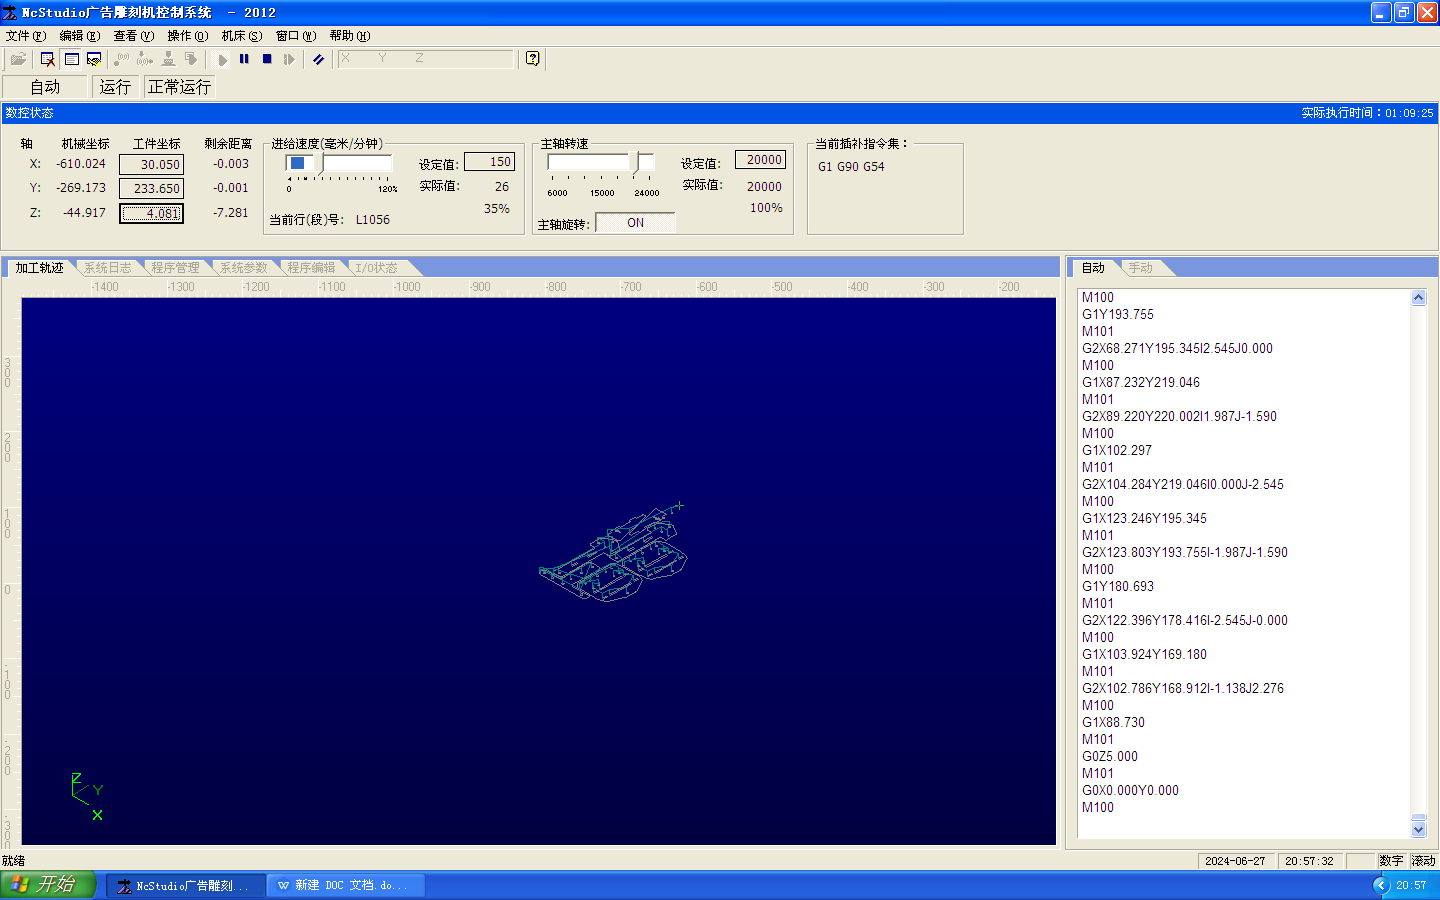 NcStudio广告雕刻机控制系统 - 2012
文件(F) 编辑(E) 查看(V) 操作(O) 机床(S) 窗口(W) 帮助(H)
X Y Z
自动 运行 正常运行
数控状态 实际执行时间：01:09:25
轴 机械坐标 工件坐标 剩余距离
X: -610.024 30.050 -0.003
Y: -269.173 233.650 -0.001
Z: -44.917 4.081 -7.281
进给速度(毫米/分钟)
0 120%
设定值: 150
实际值: 26
35%
当前行(段)号: L1056
主轴转速
6000 15000 24000
设定值: 20000
实际值: 20000
100%
主轴旋转: ON
当前插补指令集：
G1 G90 G54
加工轨迹 系统日志 程序管理 系统参数 程序编辑 I/O状态
-1400 -1300 -1200 -1100 -1000 -900 -800 -700 -600 -500 -400 -300 -200
300
200
100
0
-100
-200
-300
Z
Y
X
自动 手动
M100
G1Y193.755
M101
G2X68.271Y195.345I2.545J0.000
M100
G1X87.232Y219.046
M101
G2X89.220Y220.002I1.987J-1.590
M100
G1X102.297
M101
G2X104.284Y219.046I0.000J-2.545
M100
G1X123.246Y195.345
M101
G2X123.803Y193.755I-1.987J-1.590
M100
G1Y180.693
M101
G2X122.396Y178.416I-2.545J-0.000
M100
G1X103.924Y169.180
M101
G2X102.786Y168.912I-1.138J2.276
M100
G1X88.730
M101
G0Z5.000
M101
G0X0.000Y0.000
M100
就绪 2024-06-27 20:57:32 数字 滚动
开始 NcStudio广告雕刻... 新建 DOC 文档.do... 20:57